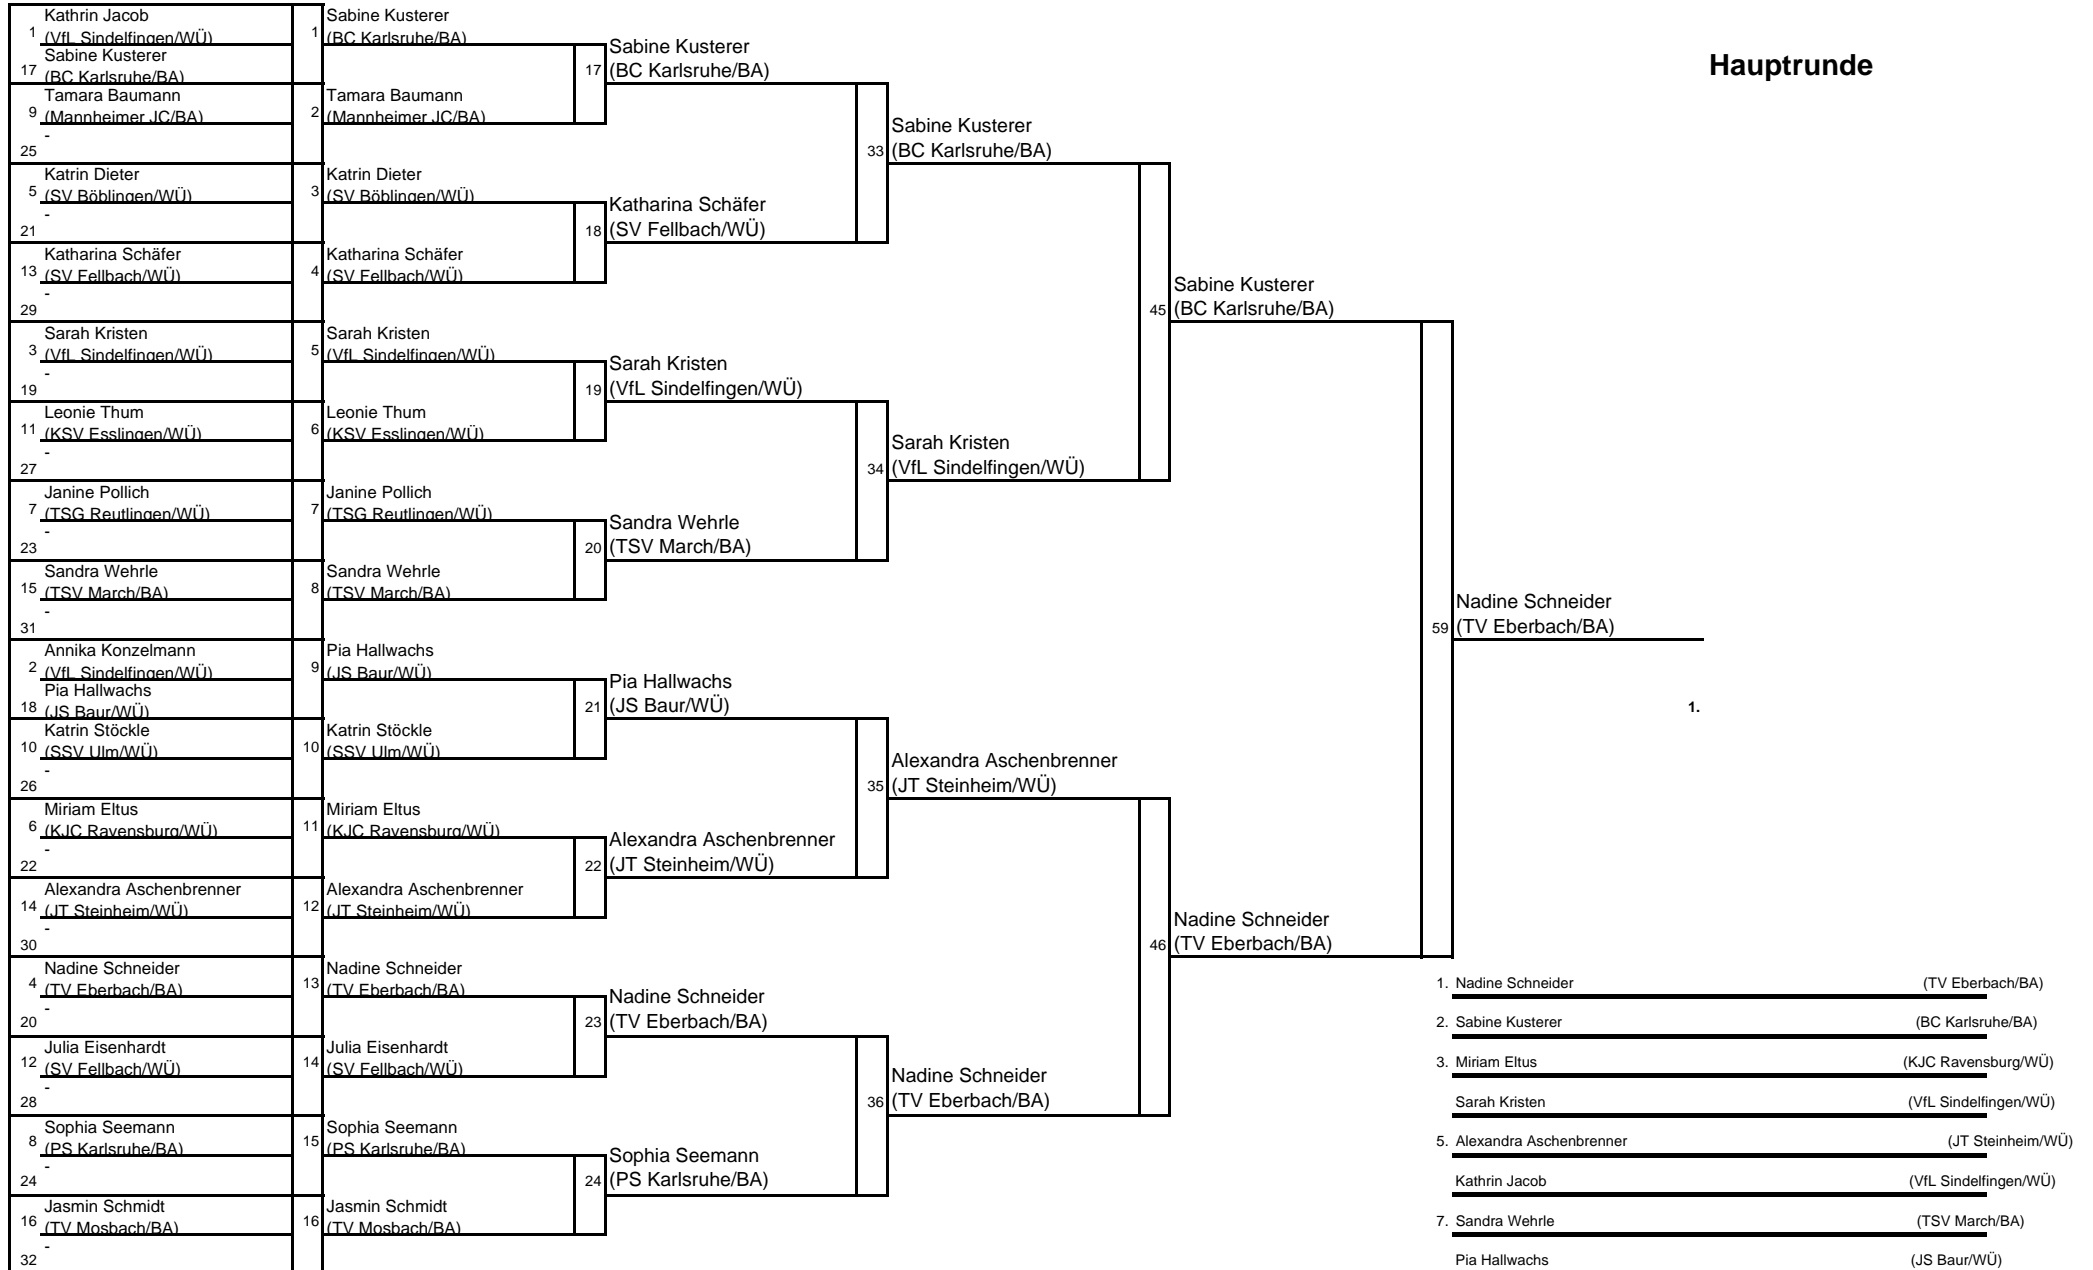 Hauptrunde
Kathrin Jacob
1 (VfL Sindelfingen/WÜ)
Sabine Kusterer
17 (BC Karlsruhe/BA)
Tamara Baumann
9 (Mannheimer JC/BA)
-
25
Katrin Dieter
5 (SV Böblingen/WÜ)
-
21
Katharina Schäfer
13 (SV Fellbach/WÜ)
-
29
Sarah Kristen
3 (VfL Sindelfingen/WÜ)
-
19
Leonie Thum
11 (KSV Esslingen/WÜ)
-
27
Janine Pollich
7 (TSG Reutlingen/WÜ)
-
23
Sandra Wehrle
15 (TSV March/BA)
-
31
Annika Konzelmann
2 (VfL Sindelfingen/WÜ)
Pia Hallwachs
18 (JS Baur/WÜ)
Katrin Stöckle
10 (SSV Ulm/WÜ)
-
26
Miriam Eltus
6 (KJC Ravensburg/WÜ)
-
22
Alexandra Aschenbrenner
14 (JT Steinheim/WÜ)
-
30
Nadine Schneider
4 (TV Eberbach/BA)
-
20
Julia Eisenhardt
12 (SV Fellbach/WÜ)
-
28
Sophia Seemann
8 (PS Karlsruhe/BA)
-
24
Jasmin Schmidt
16 (TV Mosbach/BA)
-
32
Sabine Kusterer
1 (BC Karlsruhe/BA)
Tamara Baumann
2 (Mannheimer JC/BA)
Katrin Dieter
3 (SV Böblingen/WÜ)
Katharina Schäfer
4 (SV Fellbach/WÜ)
Sarah Kristen
5 (VfL Sindelfingen/WÜ)
Leonie Thum
6 (KSV Esslingen/WÜ)
Janine Pollich
7 (TSG Reutlingen/WÜ)
Sandra Wehrle
8 (TSV March/BA)
Pia Hallwachs
9 (JS Baur/WÜ)
Katrin Stöckle
10 (SSV Ulm/WÜ)
Miriam Eltus
11 (KJC Ravensburg/WÜ)
Alexandra Aschenbrenner
12 (JT Steinheim/WÜ)
Nadine Schneider
13 (TV Eberbach/BA)
Julia Eisenhardt
14 (SV Fellbach/WÜ)
Sophia Seemann
15 (PS Karlsruhe/BA)
Jasmin Schmidt
16 (TV Mosbach/BA)
Sabine Kusterer
17 (BC Karlsruhe/BA)
Katharina Schäfer
18 (SV Fellbach/WÜ)
Sarah Kristen
19 (VfL Sindelfingen/WÜ)
Sandra Wehrle
20 (TSV March/BA)
Pia Hallwachs
21 (JS Baur/WÜ)
Alexandra Aschenbrenner
22 (JT Steinheim/WÜ)
Nadine Schneider
23 (TV Eberbach/BA)
Sophia Seemann
24 (PS Karlsruhe/BA)
Sabine Kusterer
33 (BC Karlsruhe/BA)
Sarah Kristen
34 (VfL Sindelfingen/WÜ)
Alexandra Aschenbrenner
35 (JT Steinheim/WÜ)
Nadine Schneider
36 (TV Eberbach/BA)
Sabine Kusterer
45 (BC Karlsruhe/BA)
Nadine Schneider
46 (TV Eberbach/BA)
Nadine Schneider
59 (TV Eberbach/BA)
1.
1. Nadine Schneider (TV Eberbach/BA)
2. Sabine Kusterer (BC Karlsruhe/BA)
3. Miriam Eltus (KJC Ravensburg/WÜ)
Sarah Kristen (VfL Sindelfingen/WÜ)
5. Alexandra Aschenbrenner (JT Steinheim/WÜ)
Kathrin Jacob (VfL Sindelfingen/WÜ)
7. Sandra Wehrle (TSV March/BA)
Pia Hallwachs (JS Baur/WÜ)